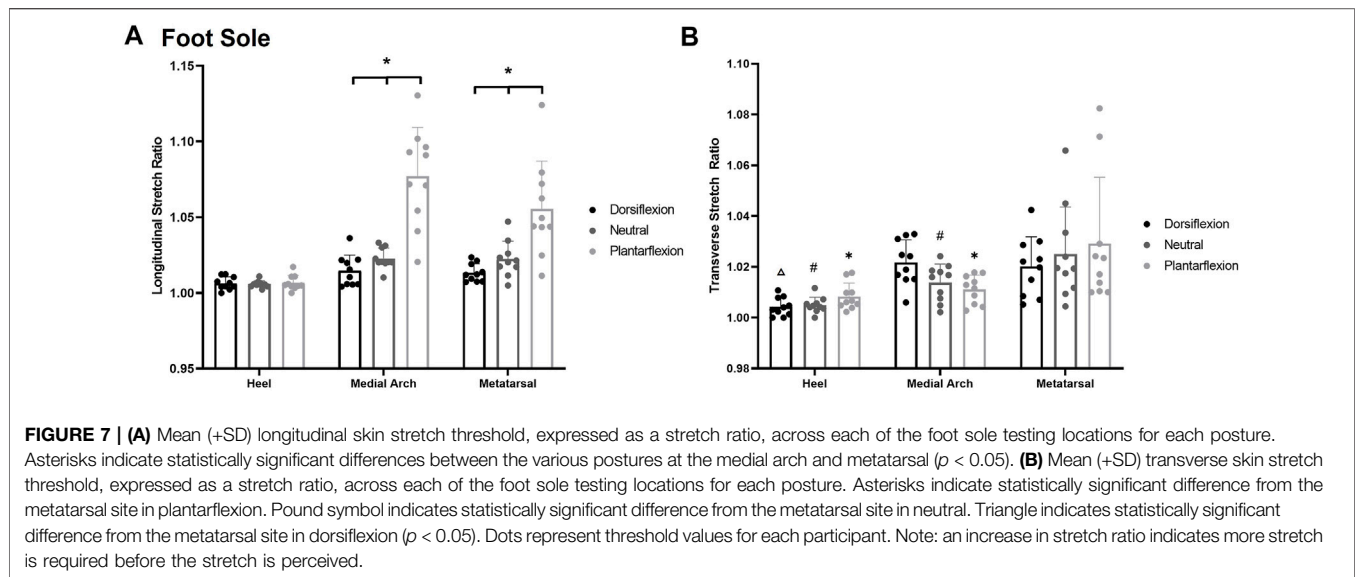 A Foot Sole
Longitudinal Stretch Ratio
1.15
1.10
1.05
1.00
0.95
*
*
Heel
Medial Arch
Metatarsal
Dorsiflexion
Neutral
Plantarflexion
B
Transverse Stretch Ratio
1.10
1.08
1.06
1.04
1.02
1.00
0.98
△
#
*
#
*
Heel
Medial Arch
Metatarsal
Dorsiflexion
Neutral
Plantarflexion
FIGURE 7 | (A) Mean (+SD) longitudinal skin stretch threshold, expressed as a stretch ratio, across each of the foot sole testing locations for each posture.
Asterisks indicate statistically significant differences between the various postures at the medial arch and metatarsal (p < 0.05). (B) Mean (+SD) transverse skin stretch
threshold, expressed as a stretch ratio, across each of the foot sole testing locations for each posture. Asterisks indicate statistically significant difference from the
metatarsal site in plantarflexion. Pound symbol indicates statistically significant difference from the metatarsal site in neutral. Triangle indicates statistically significant
difference from the metatarsal site in dorsiflexion (p < 0.05). Dots represent threshold values for each participant. Note: an increase in stretch ratio indicates more stretch
is required before the stretch is perceived.